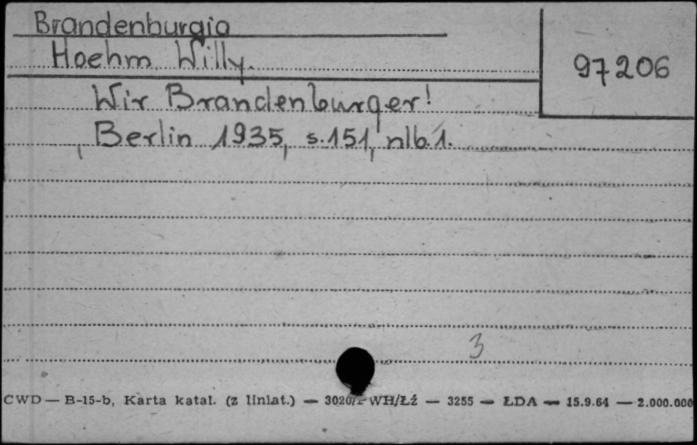 Brandenburgia
Hoehm Willy.
97206
Wir Brandenburger!
Berlin 1935, s.151, nlb.1.
3
CWD — B-15-b, Karta katal. (z liniat.) — 3020/Ł WH/Łź — 3255 — ŁDA — 15.9.64 — 2.000.000